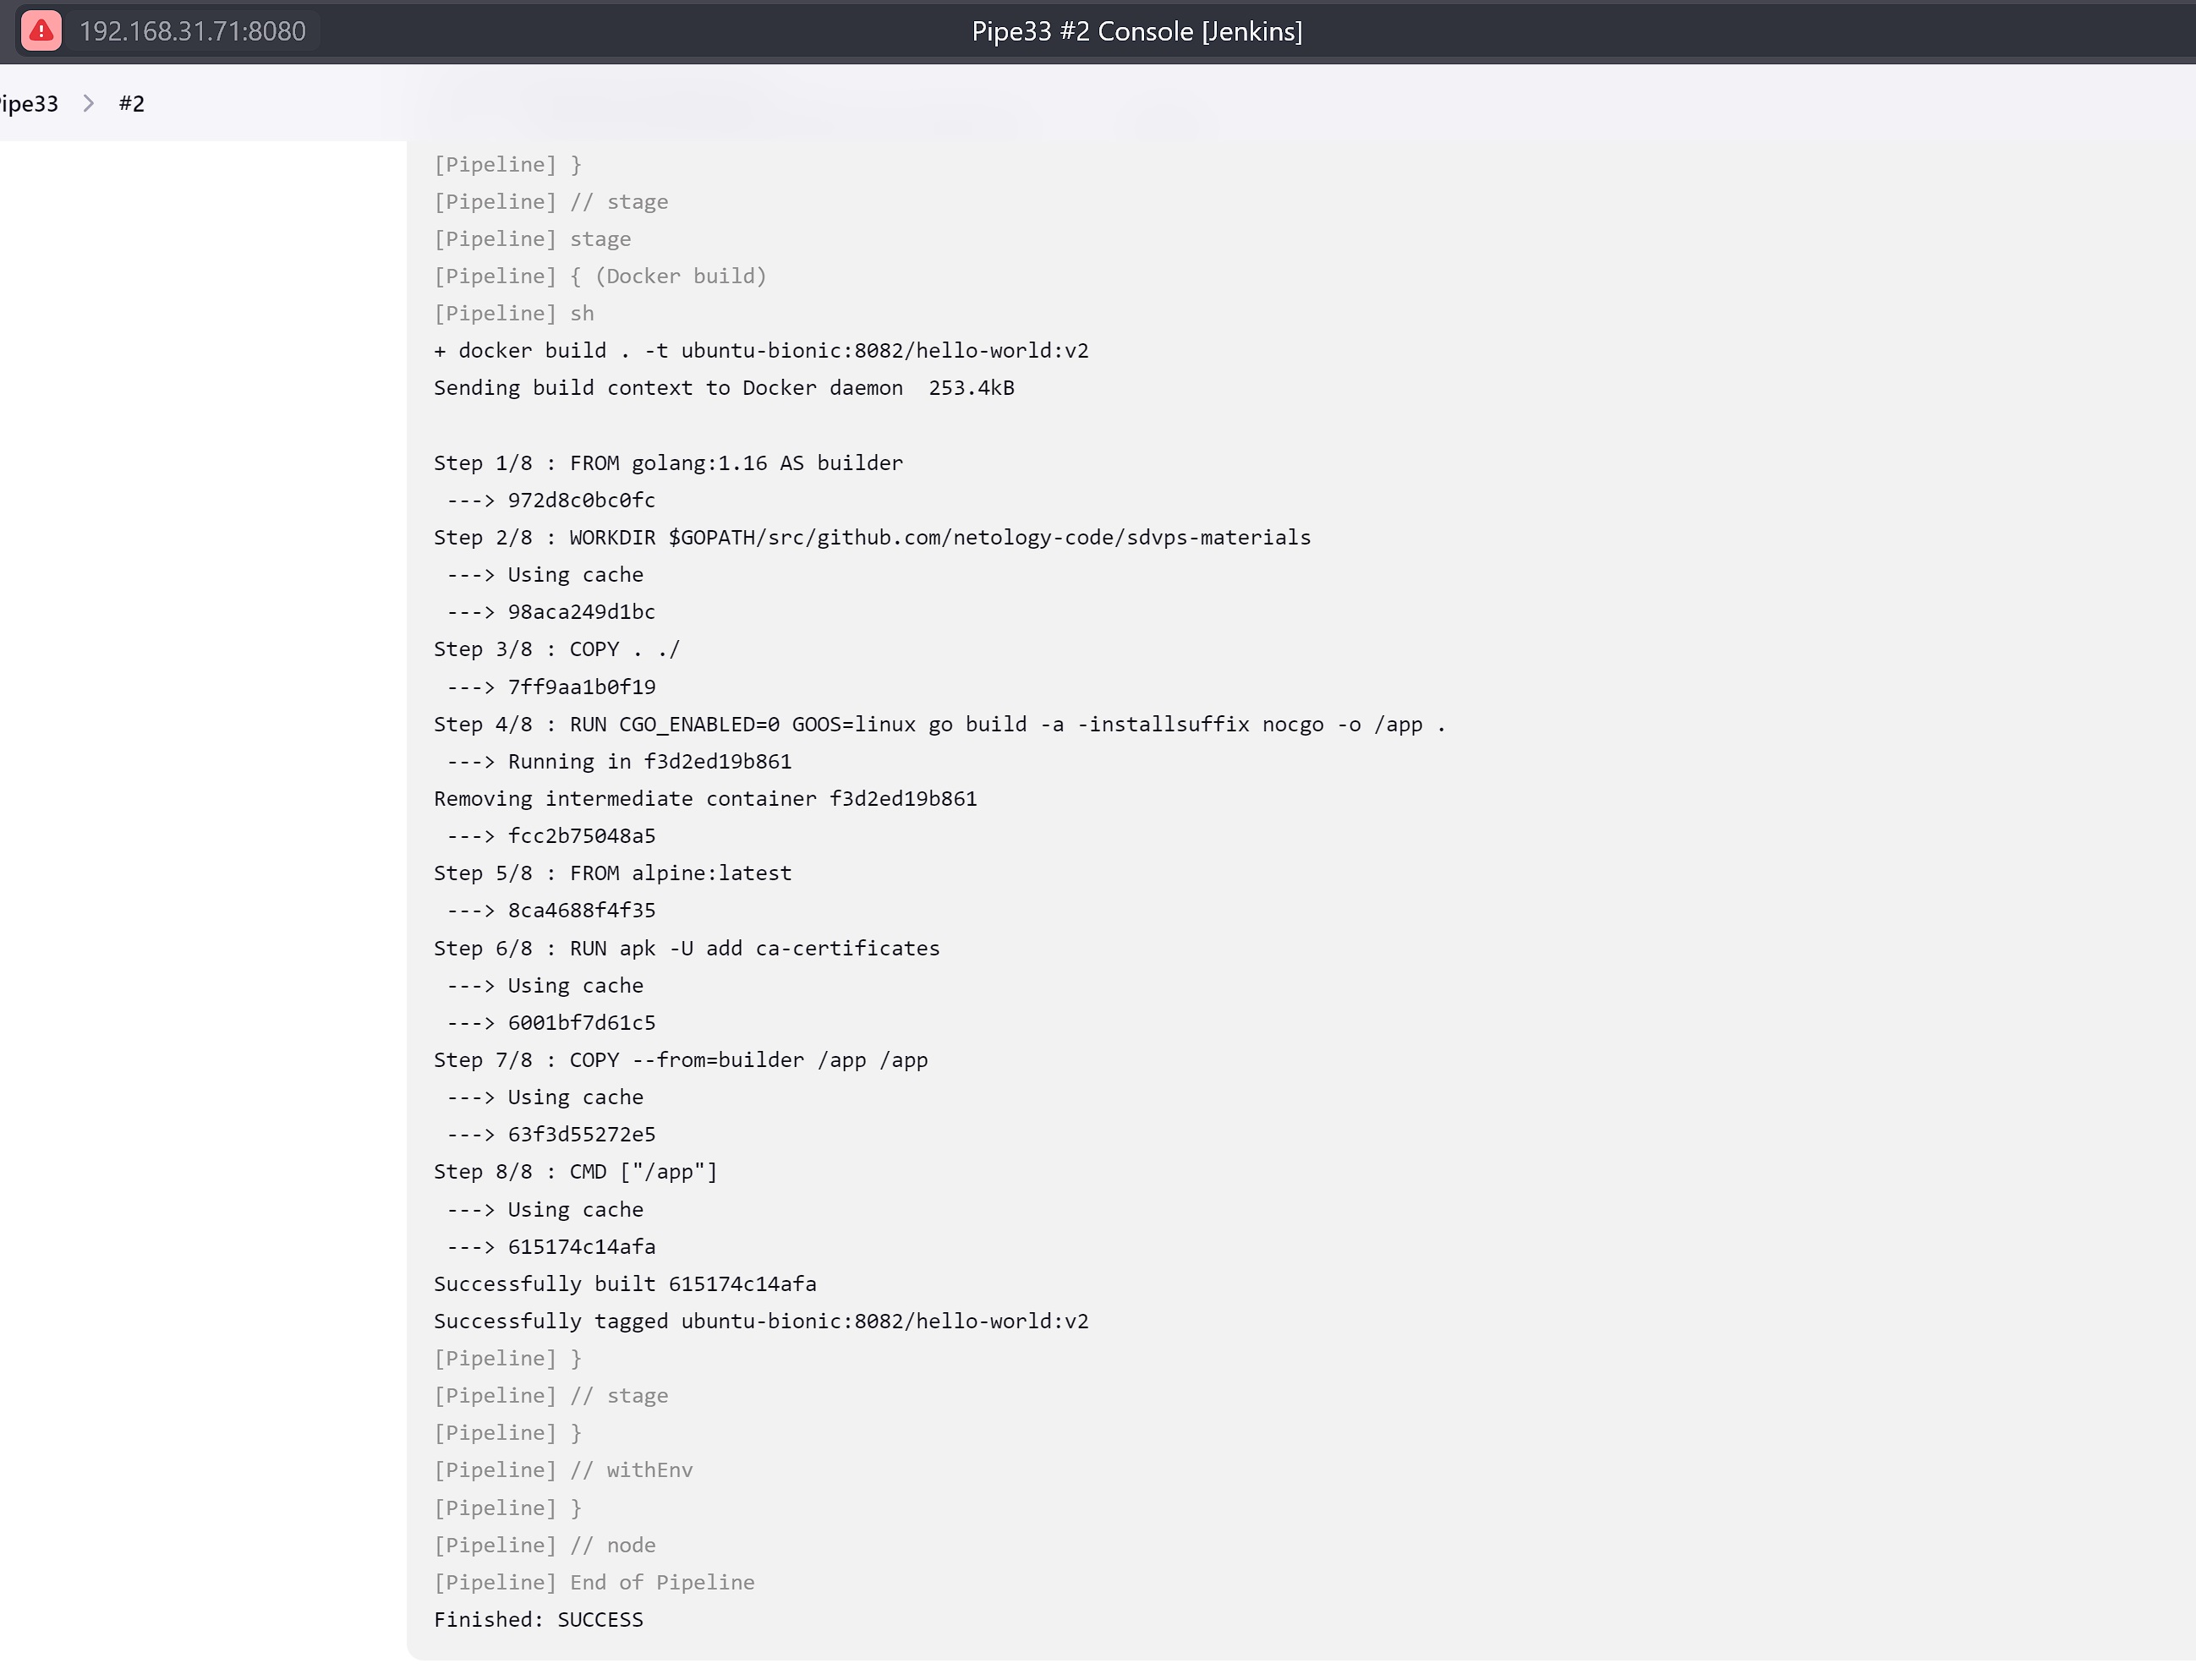 192.168.31.71:8080
Pipe33 #2 Console [Jenkins]
ipe33 > #2
[Pipeline] }
[Pipeline] // stage
[Pipeline] stage
[Pipeline] { (Docker build)
[Pipeline] sh
+ docker build . -t ubuntu-bionic:8082/hello-world:v2
Sending build context to Docker daemon  253.4kB
Step 1/8 : FROM golang:1.16 AS builder
 ---> 972d8c0bc0fc
Step 2/8 : WORKDIR $GOPATH/src/github.com/netology-code/sdvps-materials
 ---> Using cache
 ---> 98aca249d1bc
Step 3/8 : COPY . ./
 ---> 7ff9aa1b0f19
Step 4/8 : RUN CGO_ENABLED=0 GOOS=linux go build -a -installsuffix nocgo -o /app .
 ---> Running in f3d2ed19b861
Removing intermediate container f3d2ed19b861
 ---> fcc2b75048a5
Step 5/8 : FROM alpine:latest
 ---> 8ca4688f4f35
Step 6/8 : RUN apk -U add ca-certificates
 ---> Using cache
 ---> 6001bf7d61c5
Step 7/8 : COPY --from=builder /app /app
 ---> Using cache
 ---> 63f3d55272e5
Step 8/8 : CMD ["/app"]
 ---> Using cache
 ---> 615174c14afa
Successfully built 615174c14afa
Successfully tagged ubuntu-bionic:8082/hello-world:v2
[Pipeline] }
[Pipeline] // stage
[Pipeline] }
[Pipeline] // withEnv
[Pipeline] }
[Pipeline] // node
[Pipeline] End of Pipeline
Finished: SUCCESS